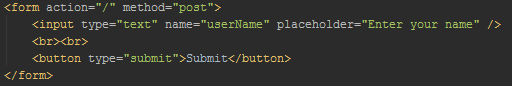 <form action="/" method="post">
    <input type="text" name="userName" placeholder="Enter your name" />
    <br><br>
    <button type="submit">Submit</button>
</form>